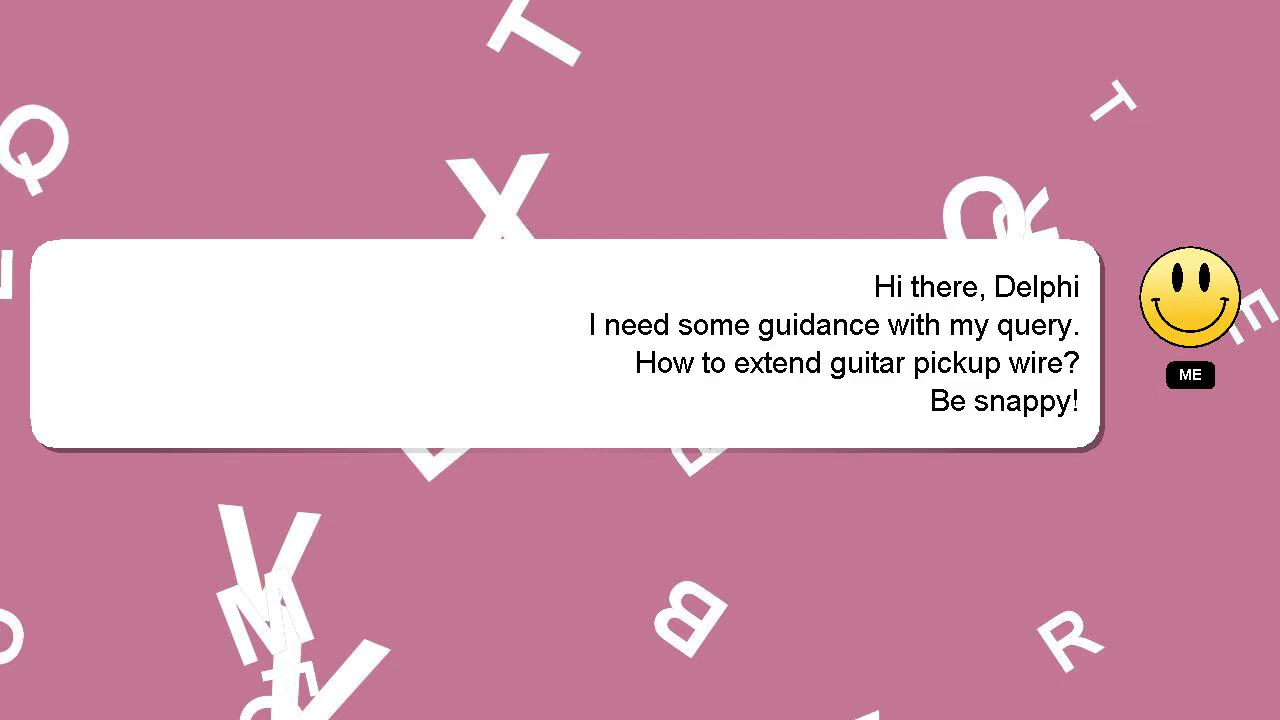 Hi there, Delphi
I need some guidance with my query.
How to extend guitar pickup wire?
Be snappy!
ME
T
Q
T
X
Q
E
V
M
B
R
V